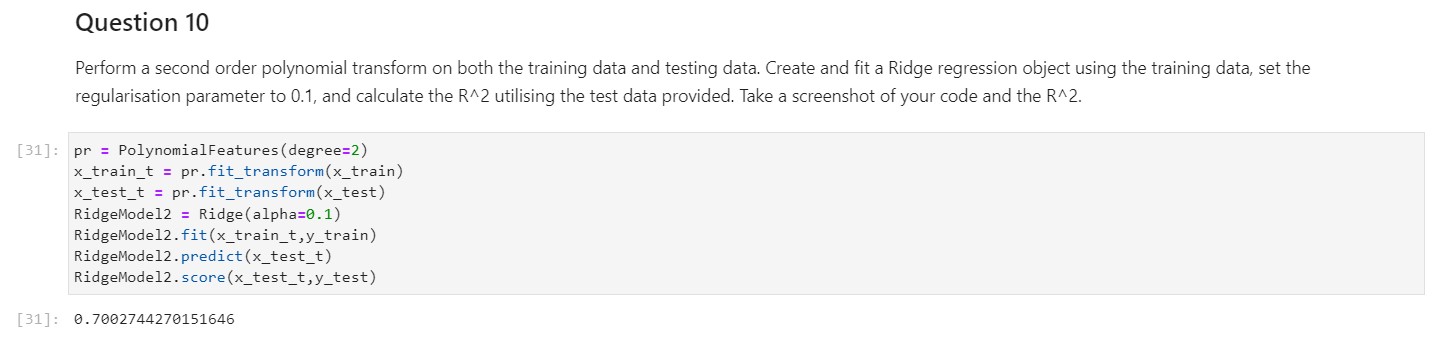 Question 10
Perform a second order polynomial transform on both the training data and testing data. Create and fit a Ridge regression object using the training data, set the
regularisation parameter to 0.1, and calculate the R^2 utilising the test data provided. Take a screenshot of your code and the R^2.
[31]: pr = PolynomialFeatures(degree=2)
x_train_t = pr.fit_transform(x_train)
x_test_t = pr.fit_transform(x_test)
RidgeModel2 = Ridge(alpha=0.1)
RidgeModel2.fit(x_train_t,y_train)
RidgeModel2.predict(x_test_t)
RidgeModel2.score(x_test_t,y_test)
[31]: 0.7002744270151646